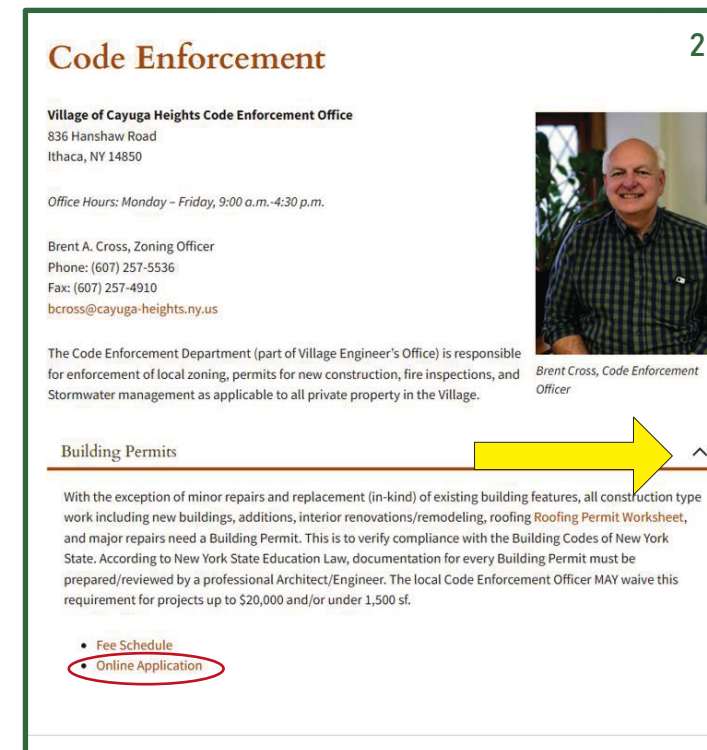 2
Code Enforcement
Village of Cayuga Heights Code Enforcement Office
836 Hanshaw Road
Ithaca, NY 14850
Office Hours: Monday – Friday, 9:00 a.m.-4:30 p.m.
Brent A. Cross, Zoning Officer
Phone: (607) 257-5536
Fax: (607) 257-4910
bcross@cayuga-heights.ny.us
The Code Enforcement Department (part of Village Engineer's Office) is responsible
for enforcement of local zoning, permits for new construction, fire inspections, and
Stormwater management as applicable to all private property in the Village.
Brent Cross, Code Enforcement
Officer
Building Permits
With the exception of minor repairs and replacement (in-kind) of existing building features, all construction type
work including new buildings, additions, interior renovations/remodeling, roofing Roofing Permit Worksheet,
and major repairs need a Building Permit. This is to verify compliance with the Building Codes of New York
State. According to New York State Education Law, documentation for every Building Permit must be
prepared/reviewed by a professional Architect/Engineer. The local Code Enforcement Officer MAY waive this
requirement for projects up to $20,000 and/or under 1,500 sf.
• Fee Schedule
• Online Application